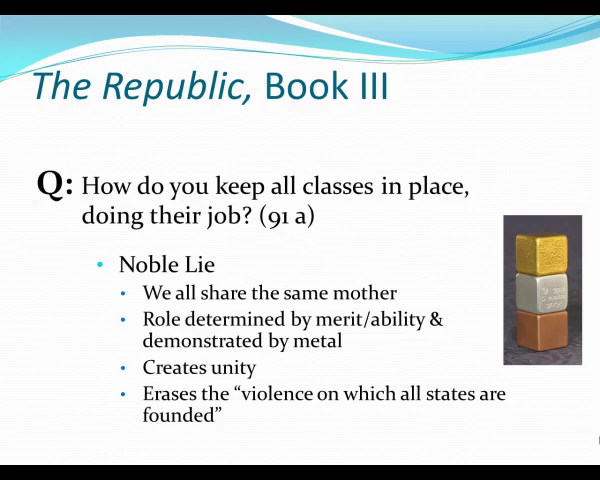 The Republic, Book III
Q: How do you keep all classes in place,
doing their job? (91 a)
• Noble Lie
• We all share the same mother
• Role determined by merit/ability &
demonstrated by metal
• Creates unity
• Erases the “violence on which all states are
founded”